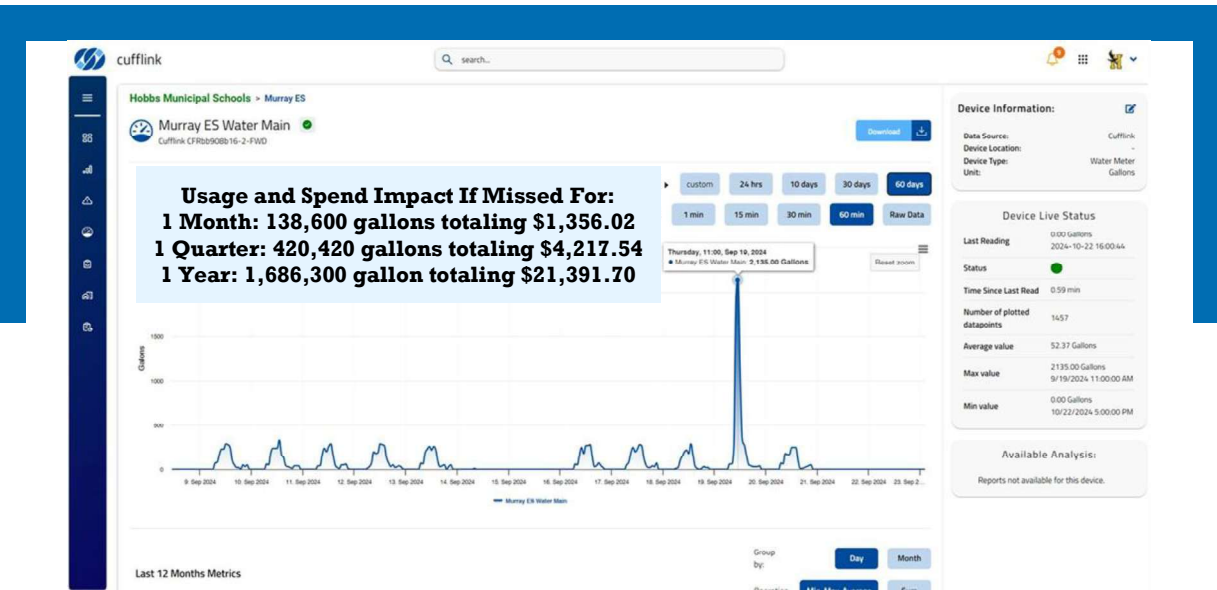 cufflink
search...
5
Hobbs Municipal Schools > Murray ES
Murray ES Water Main
Cufflink CFRbb908b16-2-FWD
Download
Usage and Spend Impact If Missed For:
1 Month: 138,600 gallons totaling $1,356.02
1 Quarter: 420,420 gallons totaling $4,217.54
1 Year: 1,686,300 gallon totaling $21,391.70
custom 24 hrs 10 days 30 days 60 days
1 min 15 min 30 min 60 min Raw Data
Thursday, 11:00, Sep 19, 2024
Murray ES Water Main: 2,135.00 Gallons
Reset zoom
Gallons
1500
1000
500
0
9. Sep 2024 10. Sep 2024 11. Sep 2024 12. Sep 2024 13. Sep 2024 14. Sep 2024 15. Sep 2024 16. Sep 2024 17. Sep 2024 18. Sep 2024 19. Sep 2024 20. Sep 2024 21. Sep 2024 22. Sep 2024 23. Sep 2...
Murray ES Water Main
Last 12 Months Metrics
Group by: Day Month
Operation Min-Max-Average Sum
Device Information:
Data Source: Cufflink
Device Location: -
Device Type: Water Meter
Unit: Gallons
Device Live Status
Last Reading 0.00 Gallons
2024-10-22 16:00:44
Status
Time Since Last Read 0.59 min
Number of plotted datapoints 1457
Average value 52.37 Gallons
Max value 2135.00 Gallons
9/19/2024 11:00:00 AM
Min value 0.00 Gallons
10/22/2024 5:00:00 PM
Available Analysis:
Reports not available for this device.